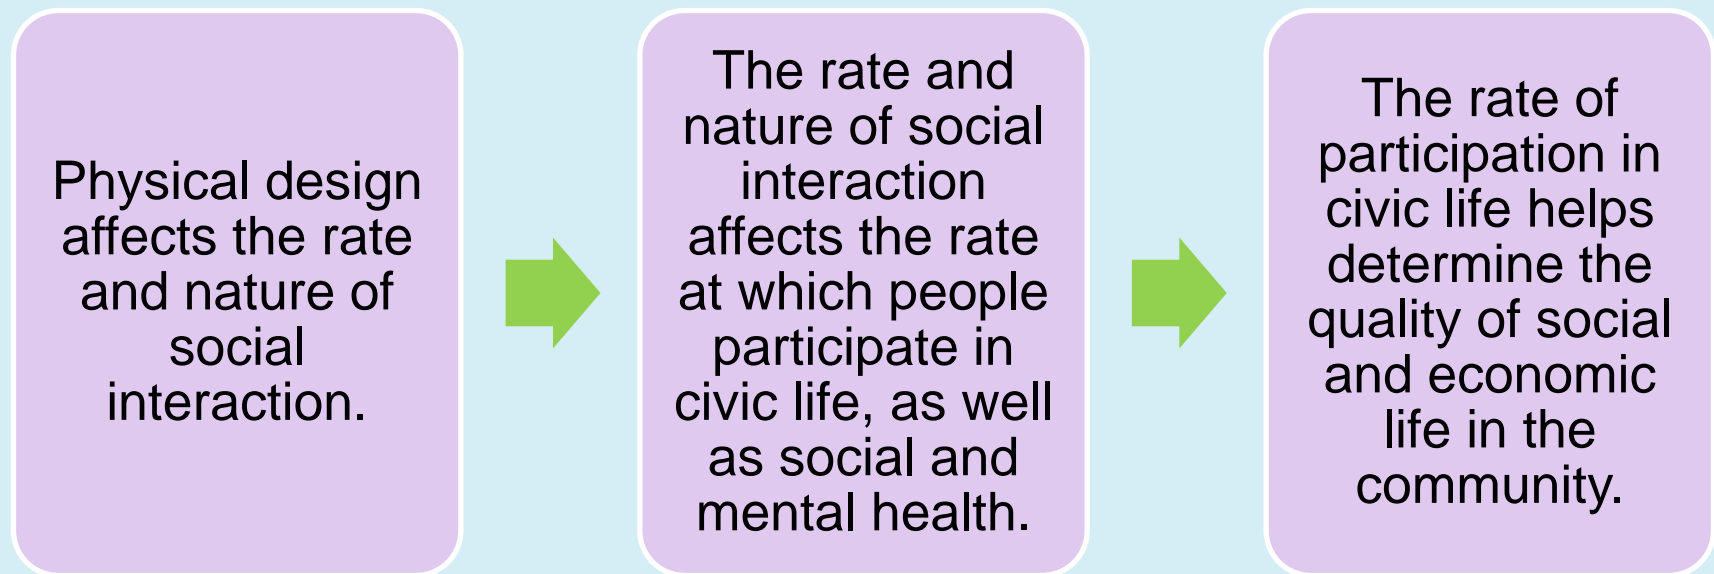 Physical design
affects the rate
and nature of
social
interaction.
The rate and
nature of social
interaction
affects the rate
at which people
participate in
civic life, as well
as social and
mental health.
The rate of
participation in
civic life helps
determine the
quality of social
and economic
life in the
community.